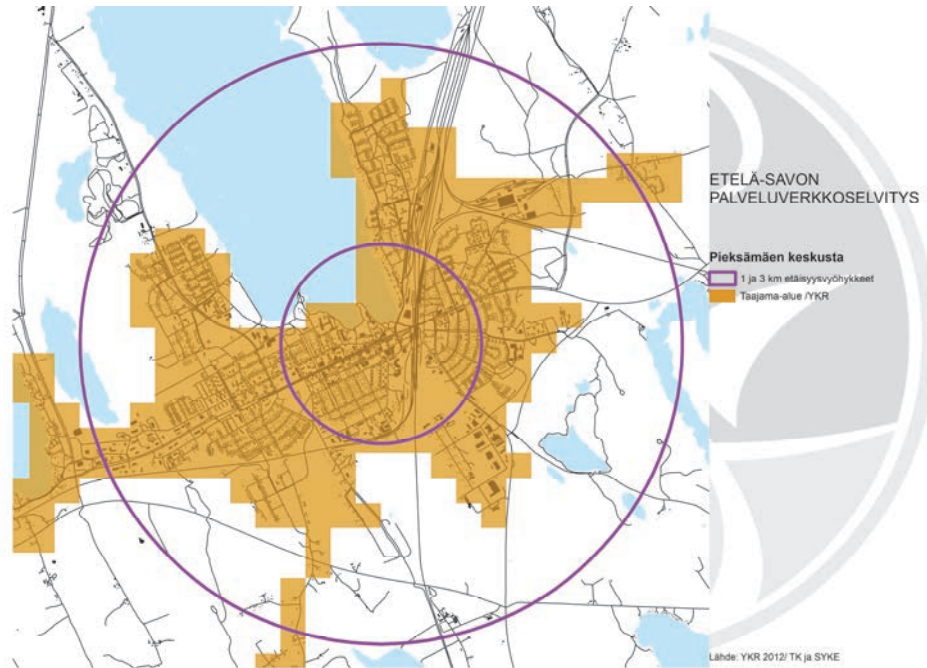 ETELÄ-SAVON
PALVELUVERKKOSELVITYS
Pieksämäen keskusta
1 ja 3 km etäisyysvyöhykkeet
Taajama-alue /YKR
Lähde: YKR 2012/ TK ja SYKE